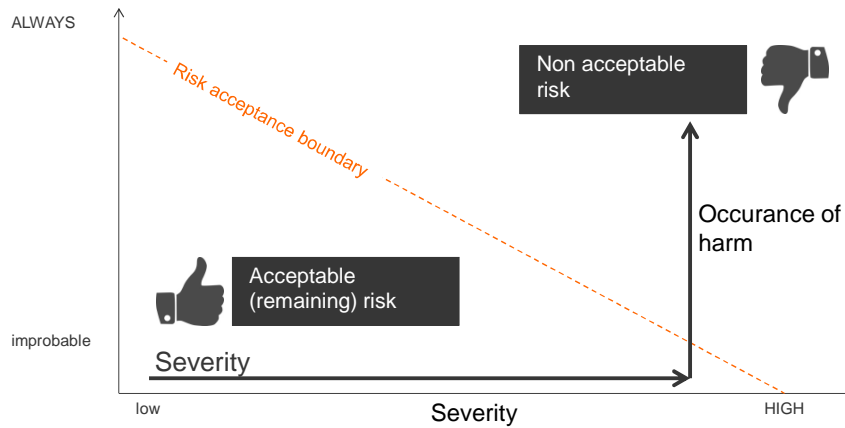 ALWAYS
Non acceptable
risk
Risk acceptance boundary
Occurance of
harm
Acceptable
(remaining) risk
improbable
Severity
low
Severity
HIGH